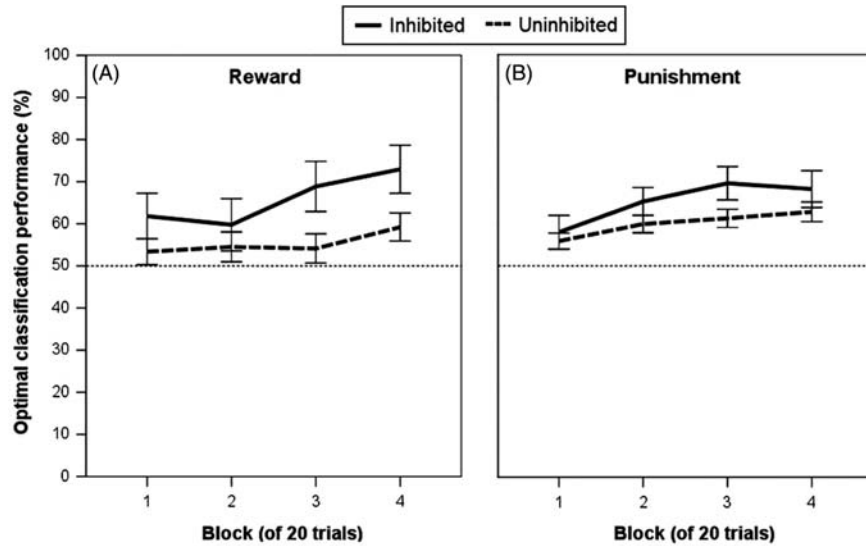 Inhibited Uninhibited
(A) Reward
(B) Punishment
Optimal classification performance (%)
100
90
80
70
60
50
40
30
20
10
0
1 2 3 4
1 2 3 4
Block (of 20 trials)
Block (of 20 trials)